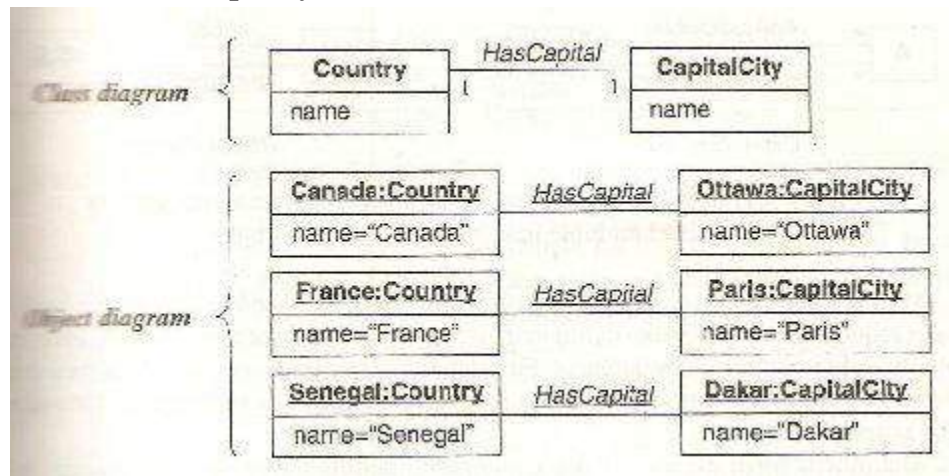 HasCapital
Country
CapitalCity
Class diagram
1
1
name
name
Canada:Country
HasCapital
Ottawa:CapitalCity
name="Canada"
name="Ottawa"
France:Country
HasCapital
Paris:CapitalCity
Object diagram
name="France"
name="Paris"
Senegal:Country
HasCapital
Dakar:CapitalCity
name="Senegal"
name="Dakar"